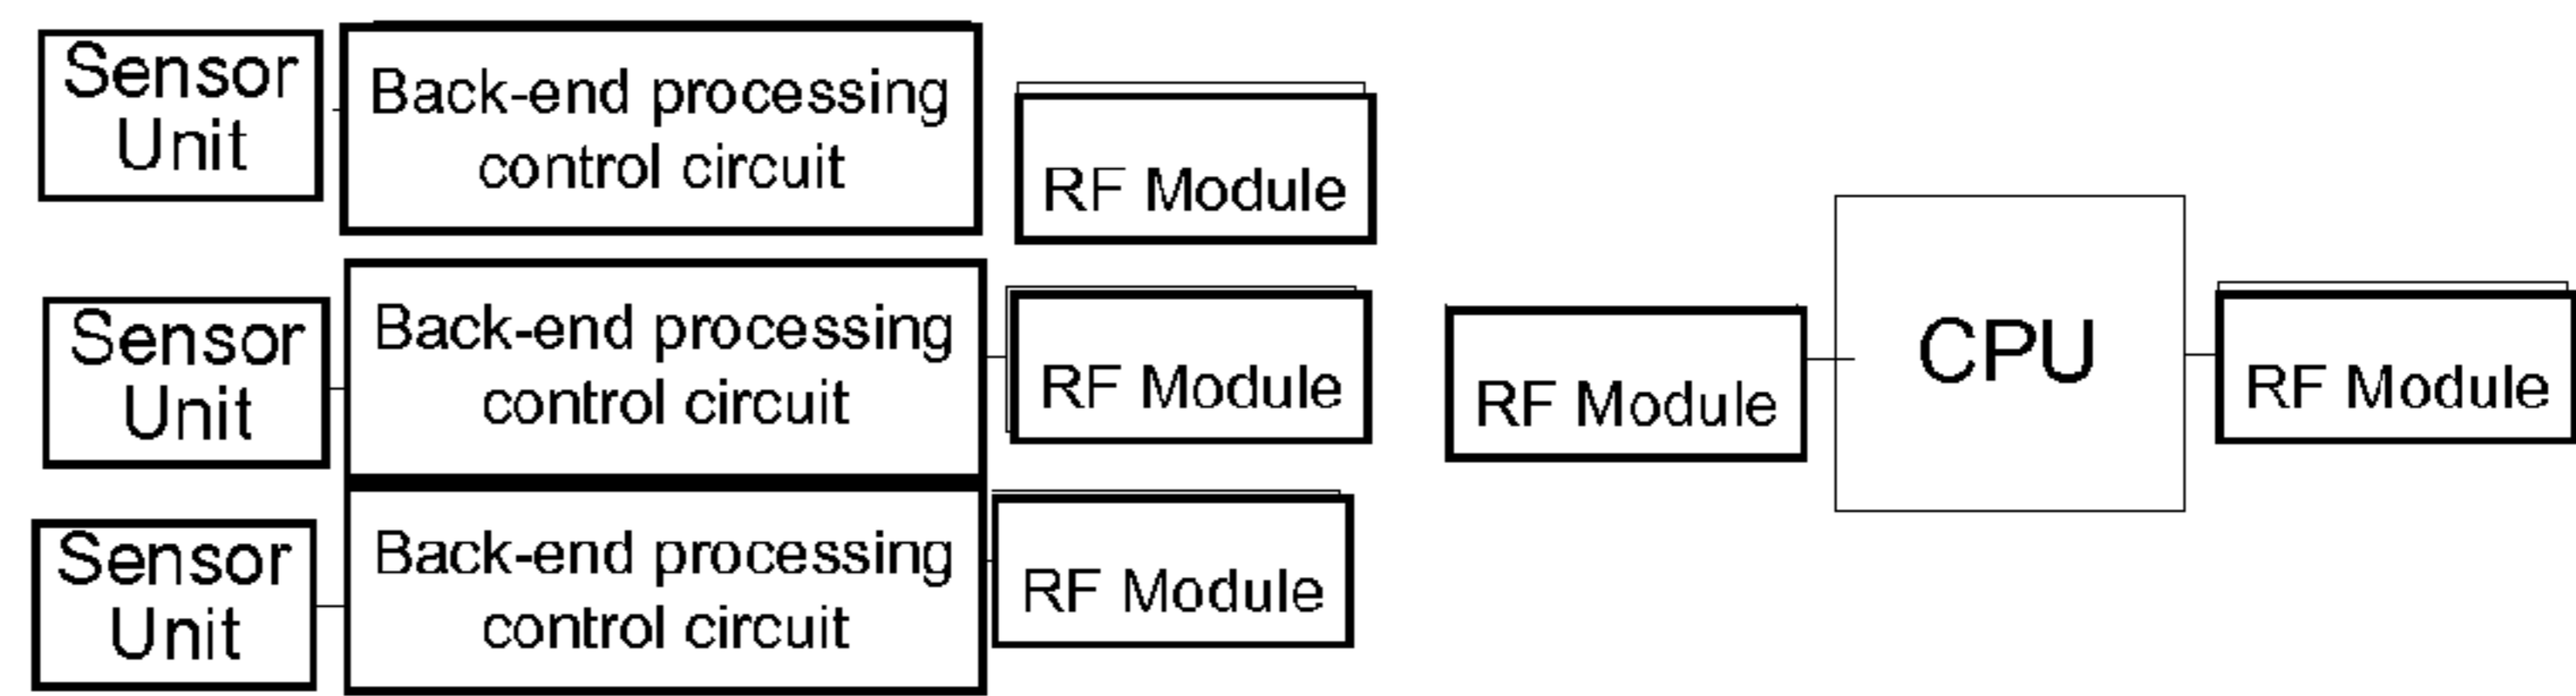 Sensor
Unit
Back-end processing
control circuit
RF Module
Sensor
Unit
Back-end processing
control circuit
RF Module
Sensor
Unit
Back-end processing
control circuit
RF Module
RF Module
CPU
RF Module